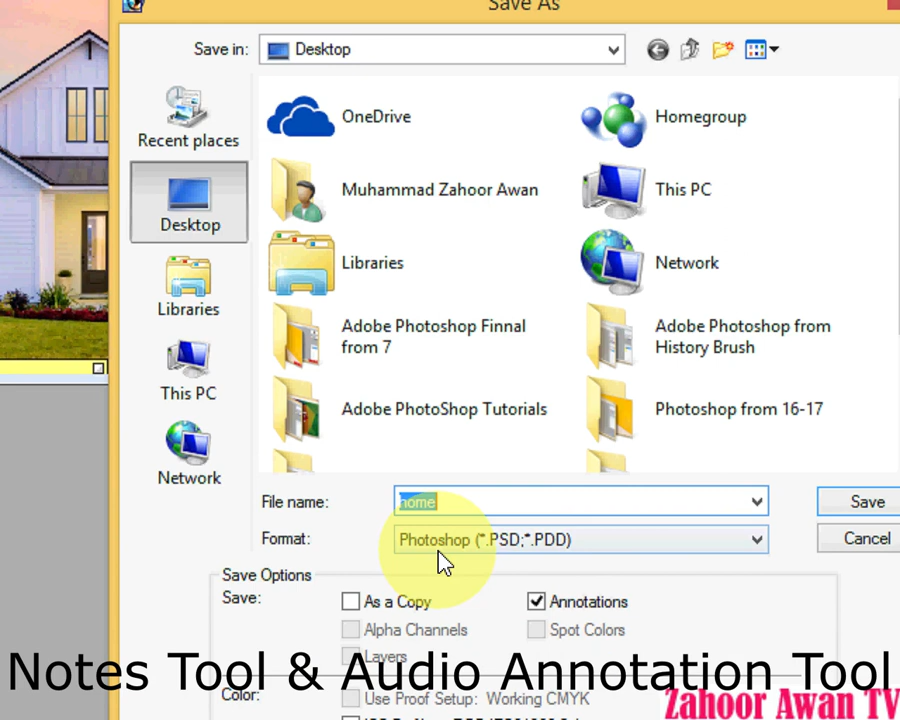 Save As
Save in:
Desktop
Recent places
Desktop
Libraries
This PC
Network
OneDrive
Homegroup
Muhammad Zahoor Awan
This PC
Libraries
Network
Adobe Photoshop Finnal
from 7
Adobe Photoshop from
History Brush
Adobe PhotoShop Tutorials
Photoshop from 16-17
File name:
home
Save
Format:
Photoshop (*.PSD;*.PDD)
Cancel
Save Options
Save:
As a Copy
Annotations
Alpha Channels
Spot Colors
Layers
Notes Tool & Audio Annotation Tool
Color:
Use Proof Setup: Working CMYK
Zahoor Awan TV